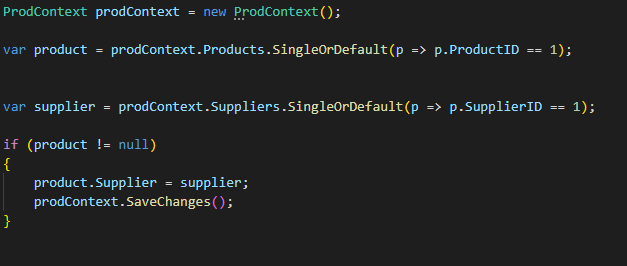 ProdContext prodContext = new ProdContext();
var product = prodContext.Products.SingleOrDefault(p => p.ProductID == 1);
var supplier = prodContext.Suppliers.SingleOrDefault(p => p.SupplierID == 1);
if (product != null)
{
    product.Supplier = supplier;
    prodContext.SaveChanges();
}